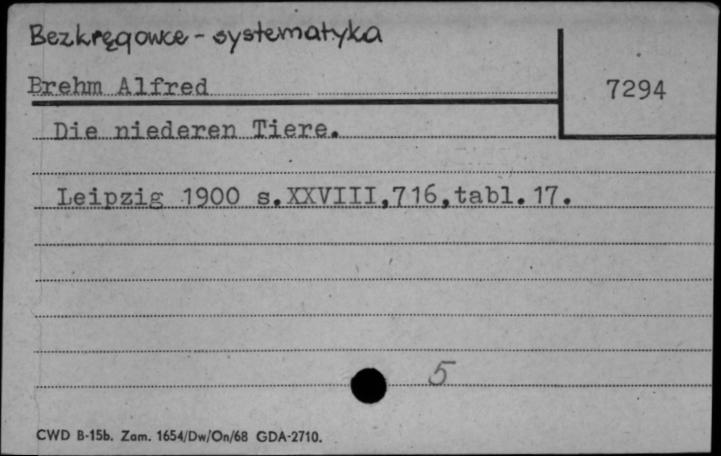 Bezkręgowce - systematyka
Brehm Alfred
7294
Die niederen Tiere.
Leipzig 1900 s.XXVIII,716,tabl.17.
5
CWD B-15b. Zam. 1654/Dw/On/68 GDA-2710.